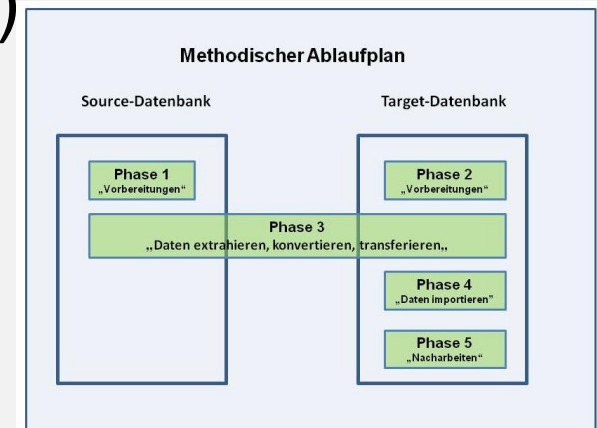 )
Methodischer Ablaufplan
Source-Datenbank
Target-Datenbank
Phase 1
„Vorbereitungen“
Phase 2
„Vorbereitungen“
Phase 3
„Daten extrahieren, konvertieren, transferieren„
Phase 4
„Daten importieren”
Phase 5
„Nacharbeiten“